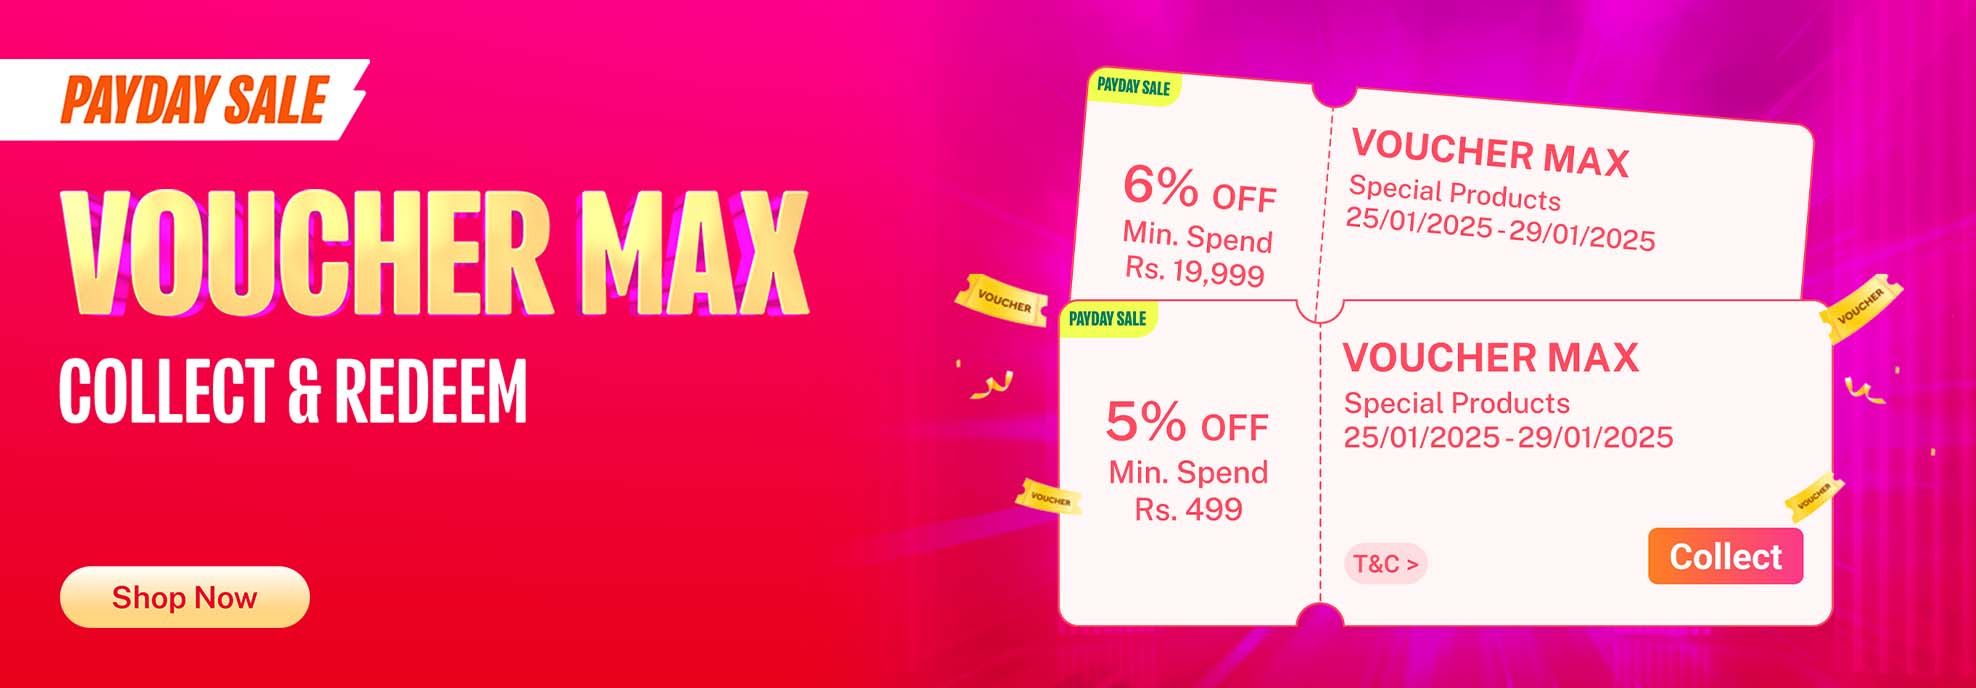 PAYDAY SALE
VOUCHER MAX
COLLECT & REDEEM
Shop Now
PAYDAY SALE
6% OFF
Min. Spend
Rs. 19,999
VOUCHER MAX
Special Products
25/01/2025 - 29/01/2025
PAYDAY SALE
5% OFF
Min. Spend
Rs. 499
VOUCHER MAX
Special Products
25/01/2025 - 29/01/2025
T&C >
Collect
VOUCHER
VOUCHER
VOUCHER
VOUCHER